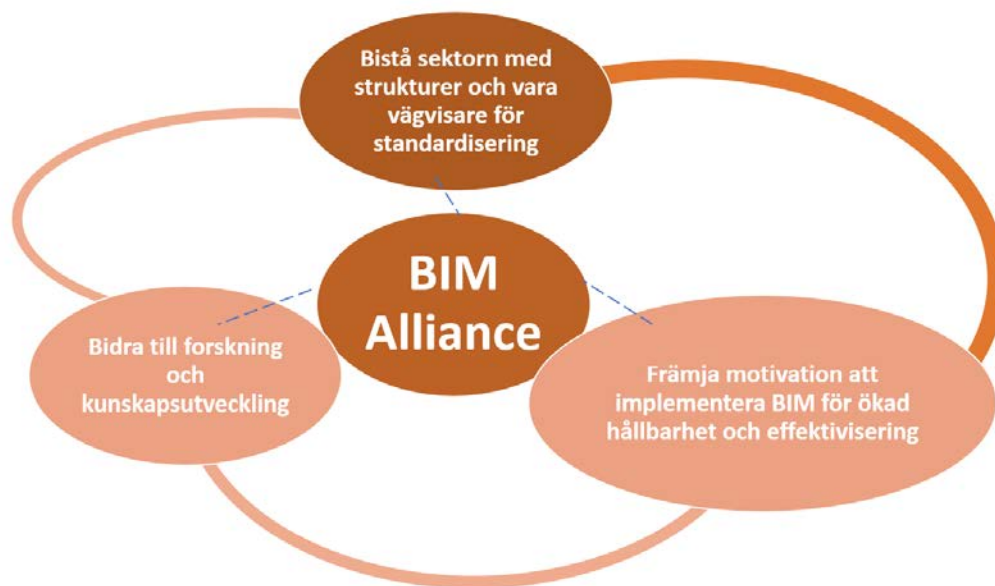 Bistå sektorn med
strukturer och vara
vägvisare för
standardisering
BIM
Alliance
Bidra till forskning
och
kunskapsutveckling
Främja motivation att
implementera BIM för ökad
hållbarhet och effektivisering